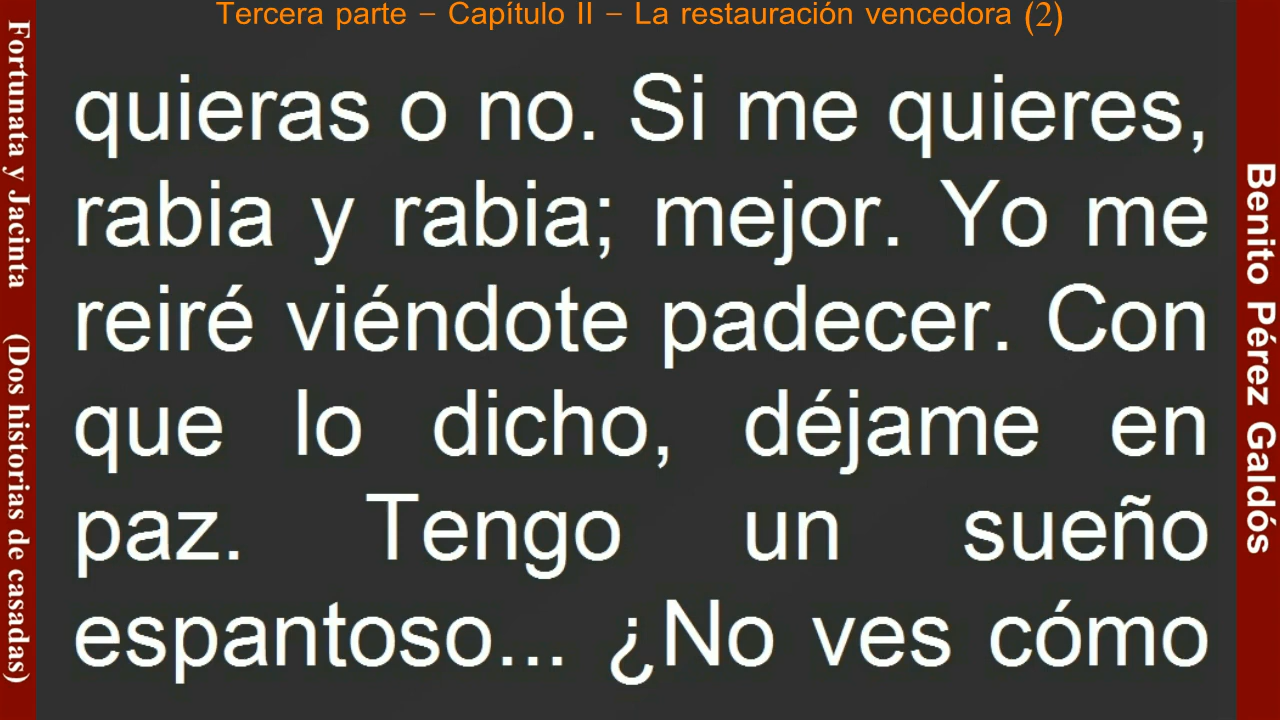 Tercera parte – Capítulo II – La restauración vencedora (2)
Fortunata y Jacinta (Dos historias de casadas)
quieras o no. Si me quieres,
rabia y rabia; mejor. Yo me
reiré viéndote padecer. Con
que lo dicho, déjame en
paz. Tengo un sueño
espantoso... ¿No ves cómo
Benito Pérez Galdós